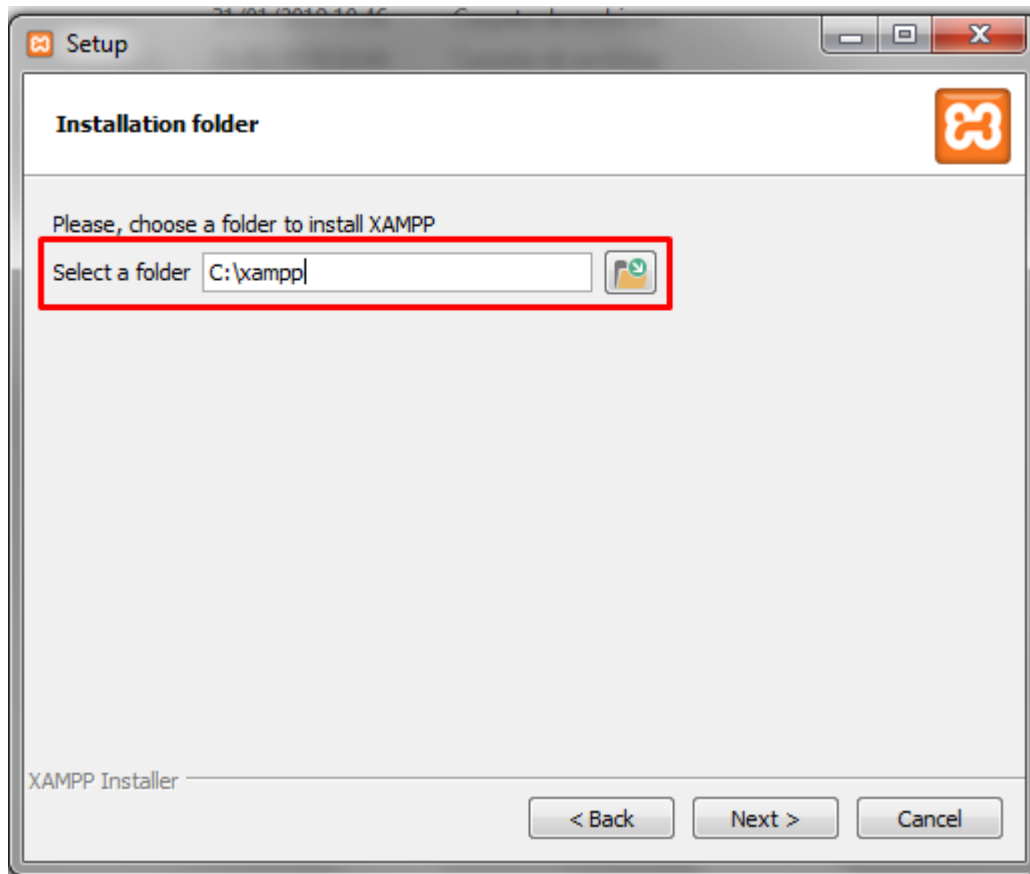 Setup
Installation folder
Please, choose a folder to install XAMPP
Select a folder C:\xampp
XAMPP Installer
< Back Next > Cancel